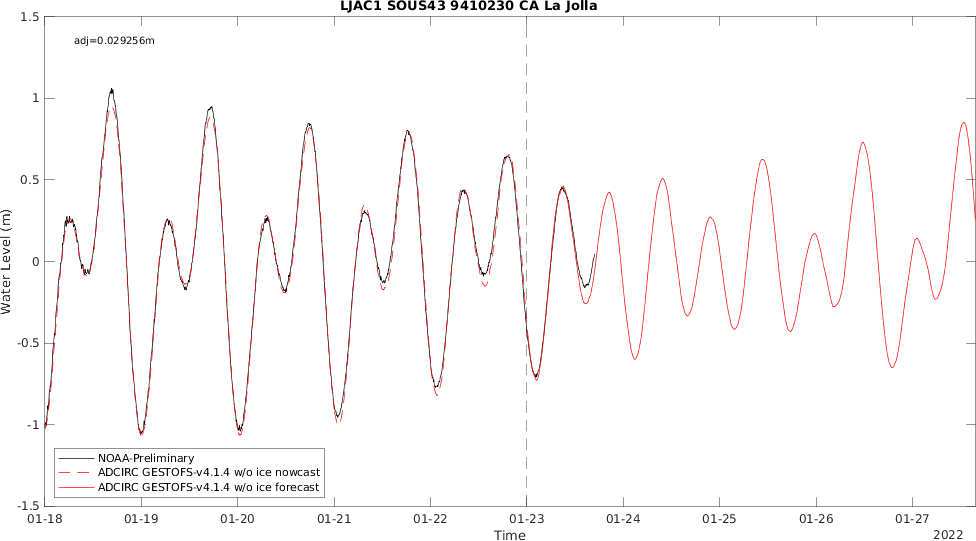 LJAC1 SOUS43 9410230 CA La Jolla
adj=0.029256m
1.5
1
0.5
0
-0.5
-1
-1.5
Water Level (m)
NOAA-Preliminary
ADCIRC GESTOFS-v4.1.4 w/o ice nowcast
ADCIRC GESTOFS-v4.1.4 w/o ice forecast
01-18 01-19 01-20 01-21 01-22 01-23 01-24 01-25 01-26 01-27
Time
2022